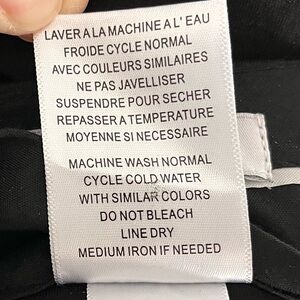 LAVER A LA MACHINE A L' EAU
FROIDE CYCLE NORMAL
AVEC COULEURS SIMILAIRES
NE PAS JAVELLISER
SUSPENDRE POUR SECHER
REPASSER A TEMPERATURE
MOYENNE SI NECESSAIRE
MACHINE WASH NORMAL
CYCLE COLD WATER
WITH SIMILAR COLORS
DO NOT BLEACH
LINE DRY
MEDIUM IRON IF NEEDED